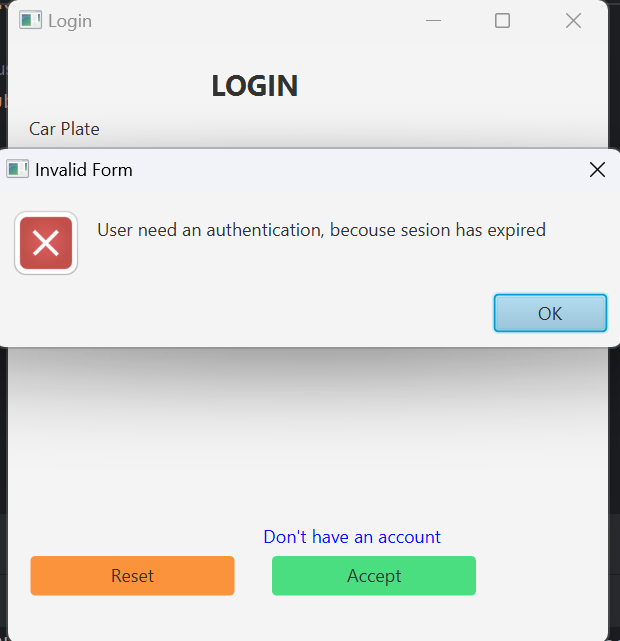 Login
LOGIN
Car Plate
Invalid Form
User need an authentication, becouse sesion has expired
OK
Don't have an account
Reset
Accept